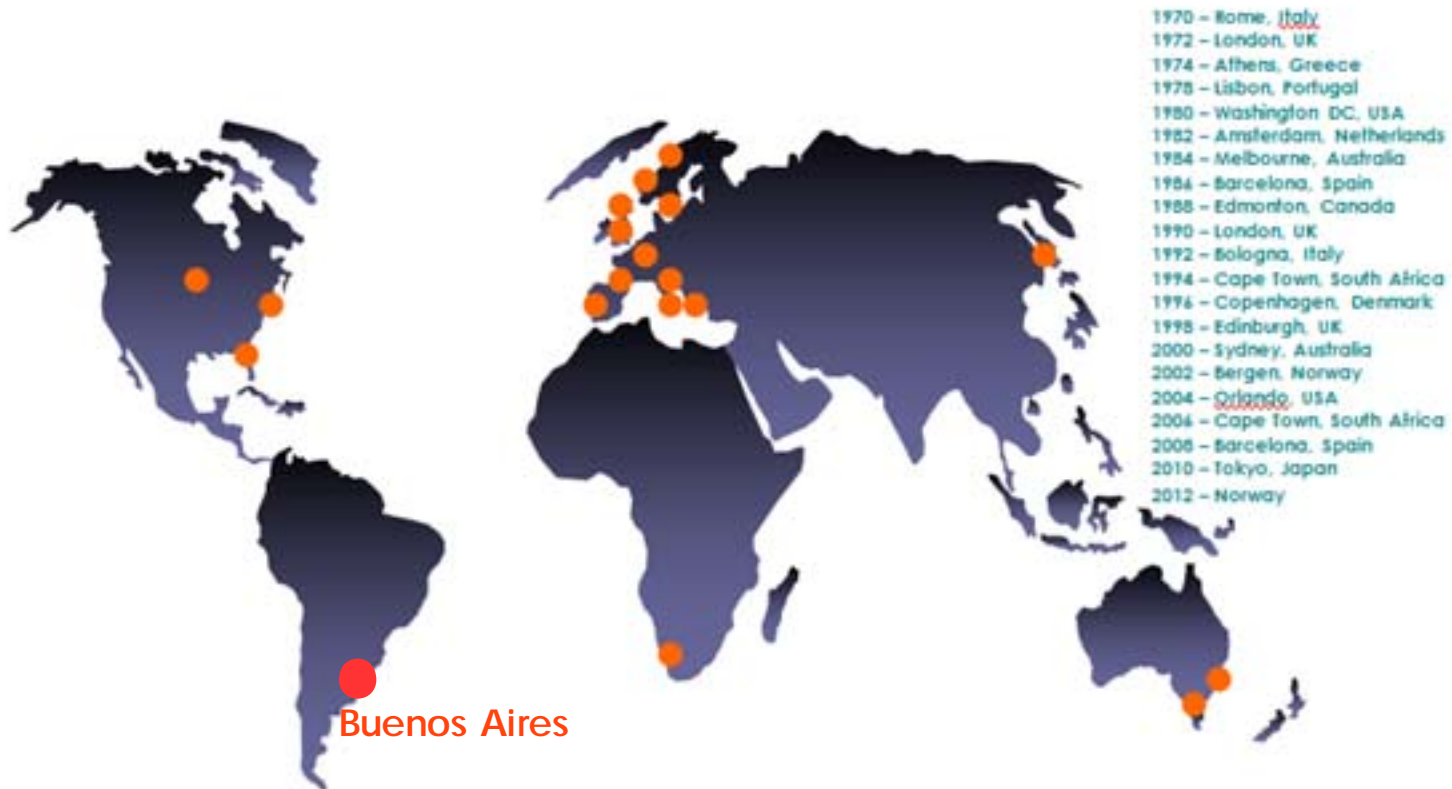 1970 – Rome, Italy
1972 – London, UK
1974 – Athens, Greece
1978 – Lisbon, Portugal
1980 – Washington DC, USA
1982 – Amsterdam, Netherlands
1984 – Melbourne, Australia
1986 – Barcelona, Spain
1988 – Edmonton, Canada
1990 – London, UK
1992 – Bologna, Italy
1994 – Cape Town, South Africa
1996 – Copenhagen, Denmark
1998 – Edinburgh, UK
2000 – Sydney, Australia
2002 – Bergen, Norway
2004 – Orlando, USA
2006 – Cape Town, South Africa
2008 – Barcelona, Spain
2010 – Tokyo, Japan
2012 – Norway
Buenos Aires